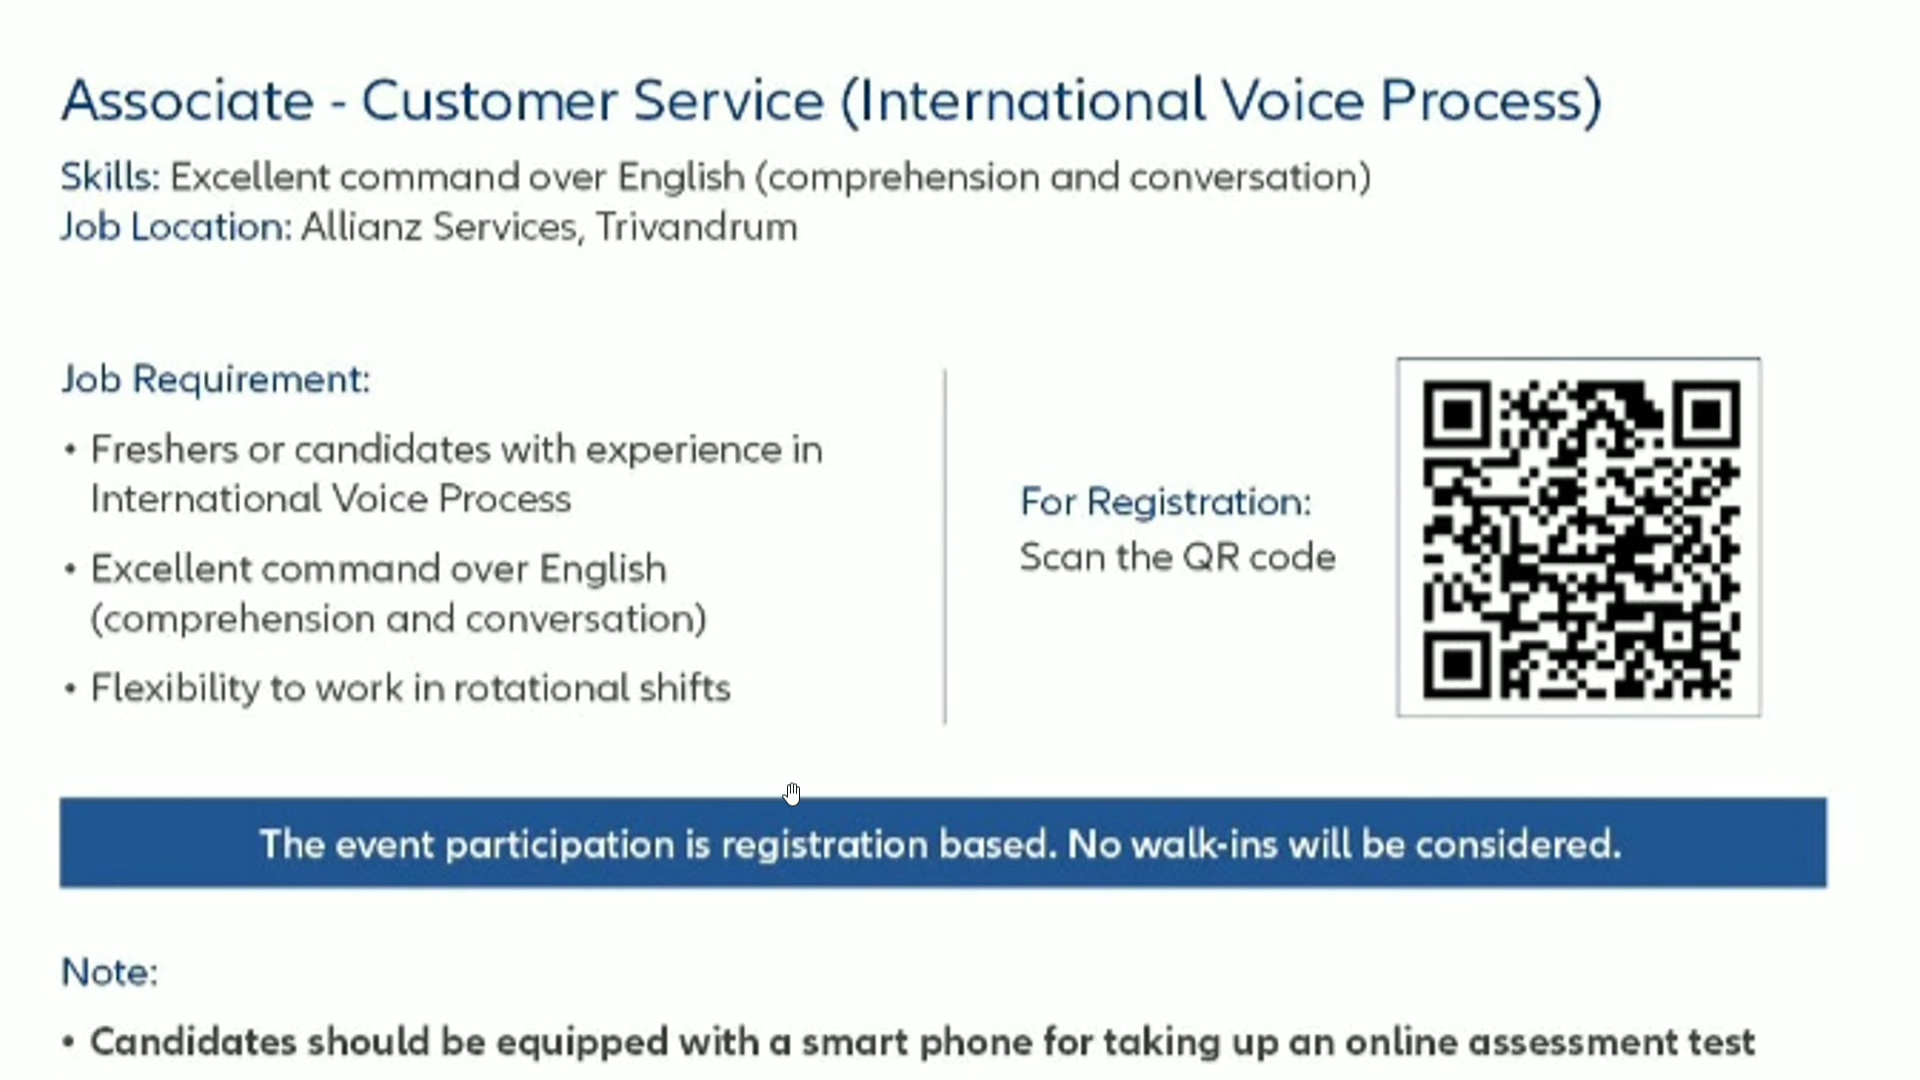 Associate - Customer Service (International Voice Process)
Skills: Excellent command over English (comprehension and conversation)
Job Location: Allianz Services, Trivandrum
Job Requirement:
• Freshers or candidates with experience in
International Voice Process
• Excellent command over English
(comprehension and conversation)
• Flexibility to work in rotational shifts
For Registration:
Scan the QR code
The event participation is registration based. No walk-ins will be considered.
Note:
• Candidates should be equipped with a smart phone for taking up an online assessment test